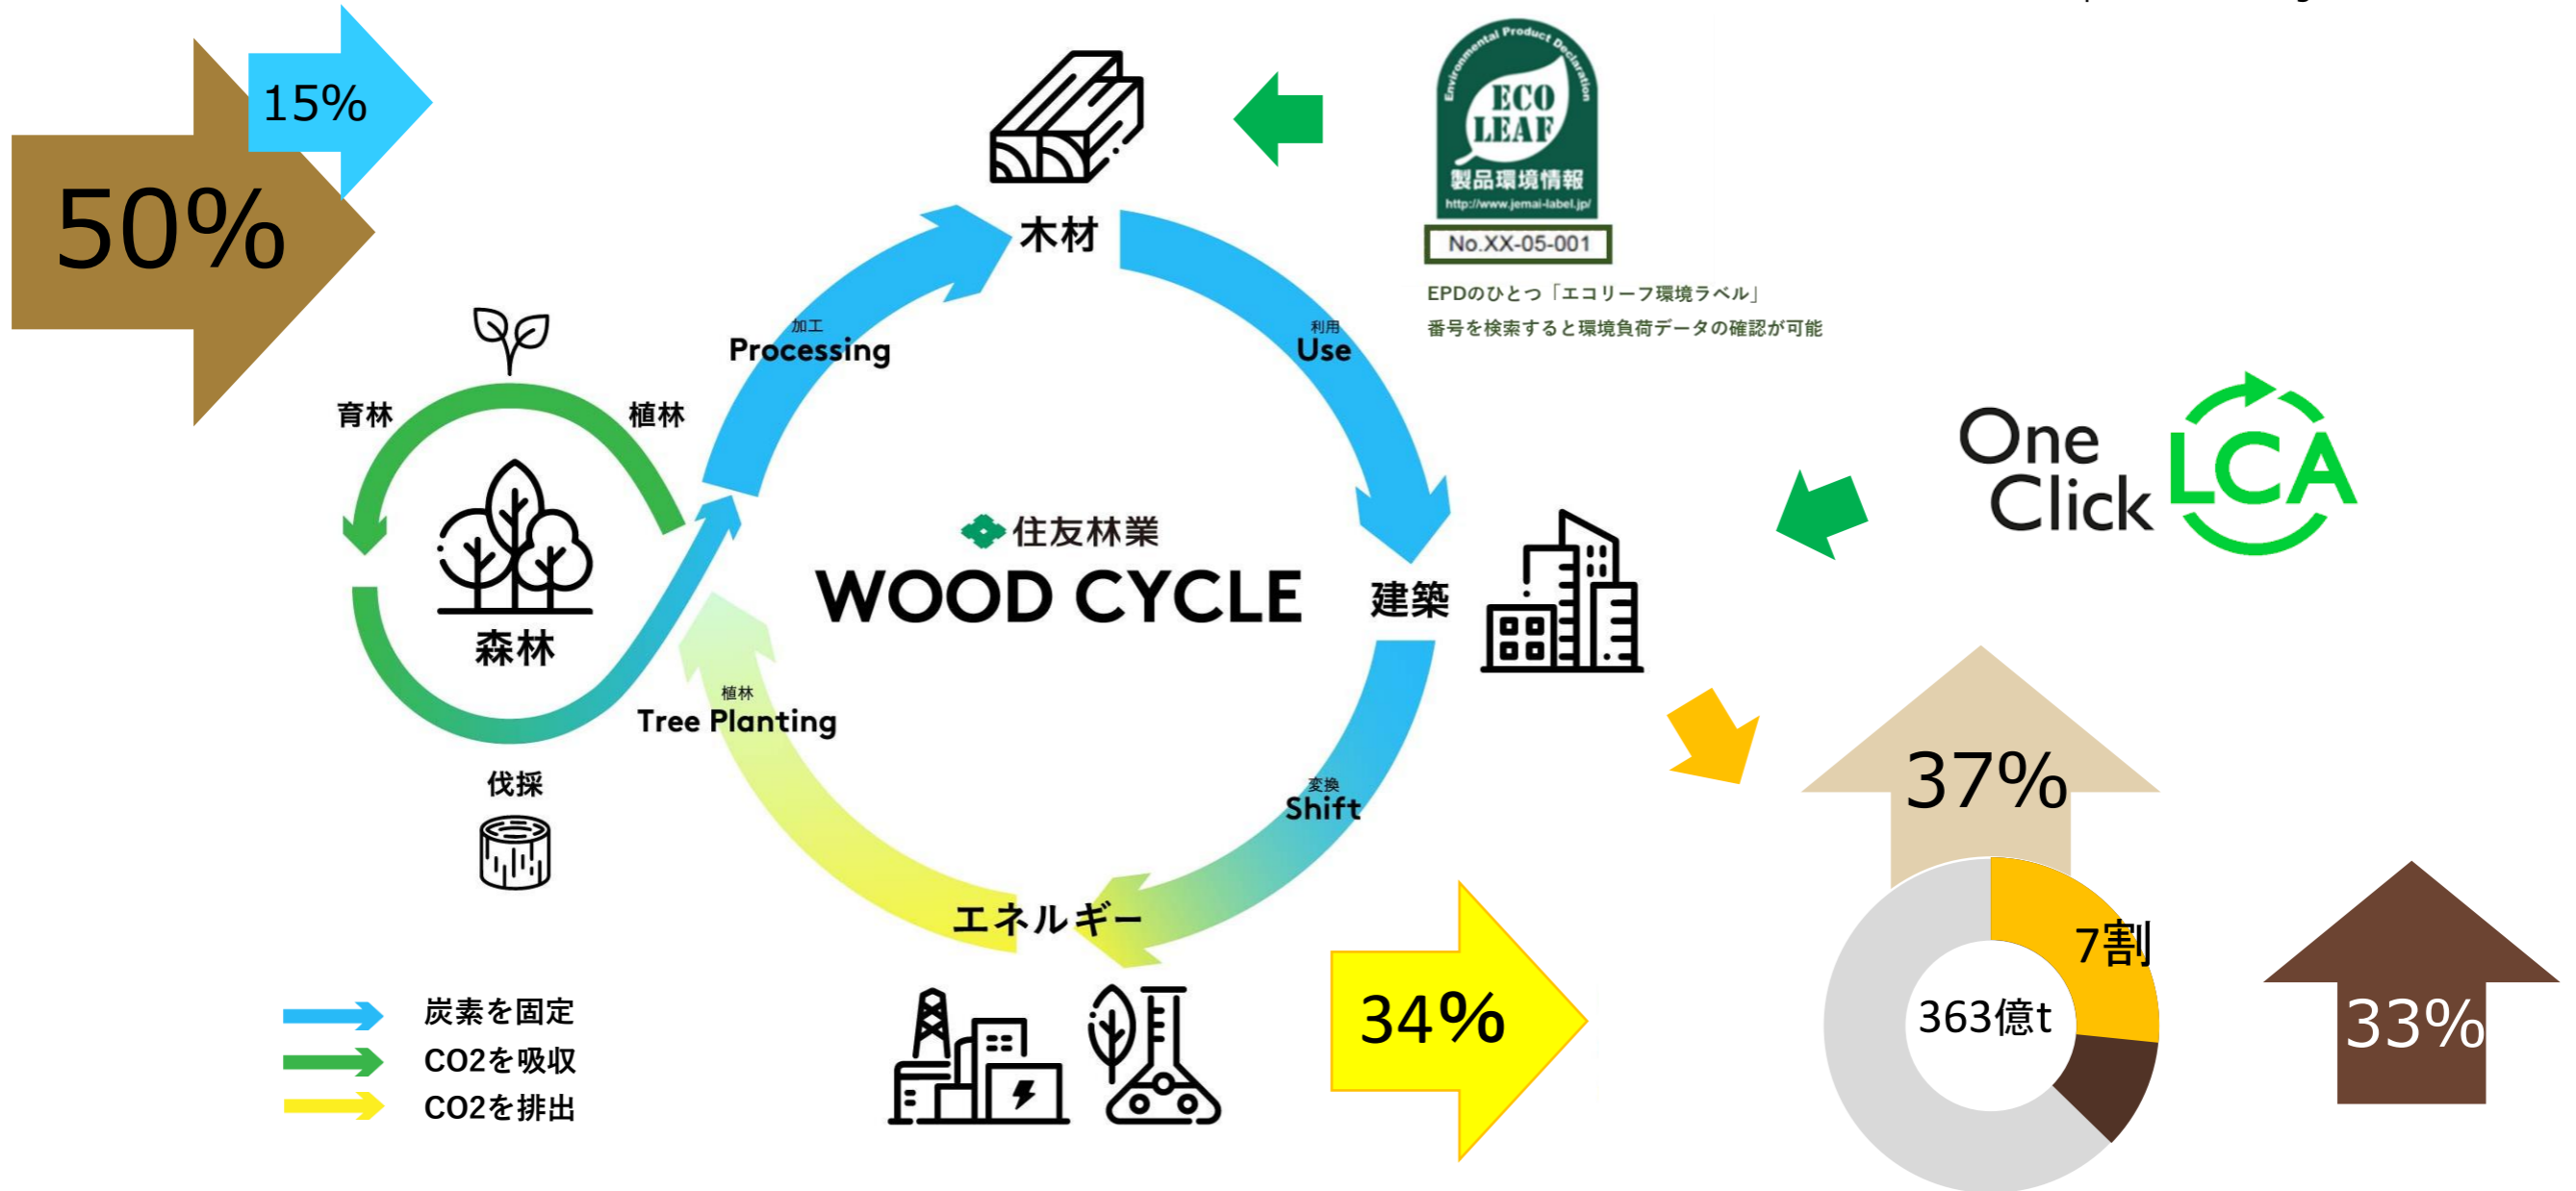 15%
50%
Environmental Product Declaration
ECO
LEAF
製品環境情報
http://www.jemai-label.jp/
No.XX-05-001
EPDのひとつ「エコリーフ環境ラベル」
番号を検索すると環境負荷データの確認が可能
木材
加工
Processing
利用
Use
育林
植林
森林
伐採
住友林業
WOOD CYCLE
建築
One
Click
LCA
植林
Tree Planting
変換
Shift
エネルギー
37%
7割
363億t
34%
33%
炭素を固定
CO2を吸収
CO2を排出